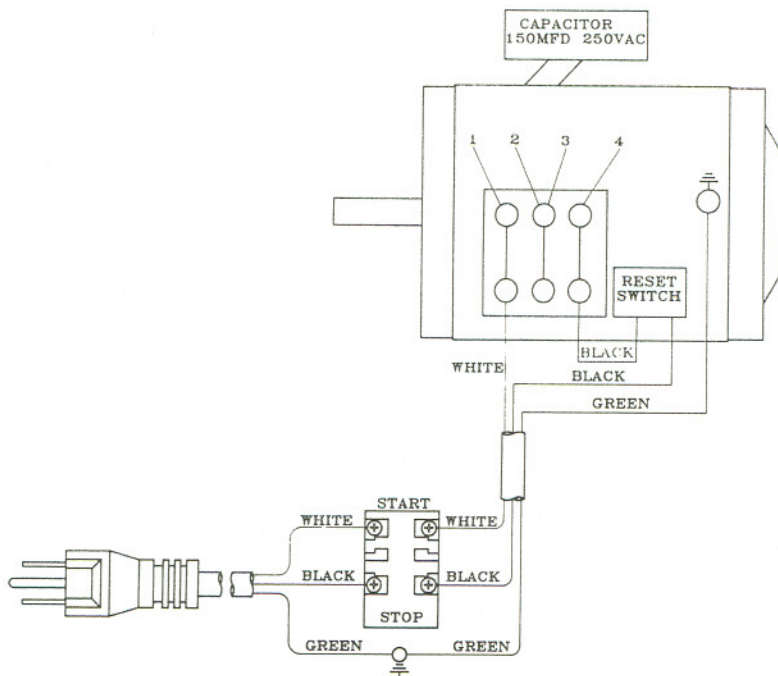 CAPACITOR
150MFD 250VAC
1 2 3 4
RESET
SWITCH
BLACK
WHITE
BLACK
GREEN
START
WHITE WHITE
BLACK BLACK
STOP
GREEN GREEN